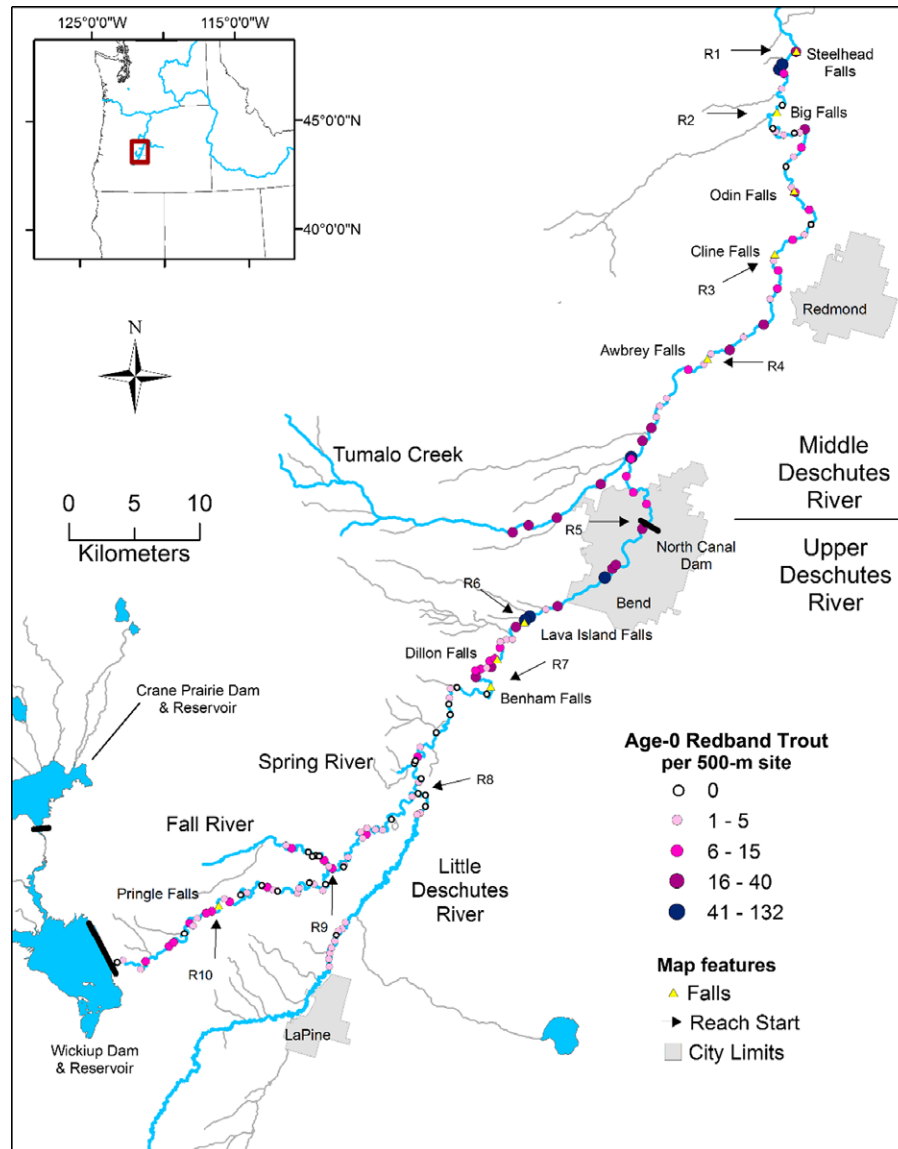 125°0'0"W
115°0'0"W
45°0'0"N
40°0'0"N
R1
Steelhead
Falls
R2
Big Falls
Odin Falls
Cline Falls
R3
Redmond
N
Awbrey Falls
R4
Tumalo Creek
Middle
Deschutes
River
0 5 10
Kilometers
R5
North Canal
Dam
Upper
Deschutes
River
R6
Bend
Lava Island Falls
Dillon Falls
R7
Benham Falls
Crane Prairie Dam
& Reservoir
Spring River
R8
Fall River
Little
Deschutes
River
Pringle Falls
R9
R10
LaPine
Wickiup Dam
& Reservoir
Age-0 Redband Trout
per 500-m site
0
1 - 5
6 - 15
16 - 40
41 - 132
Map features
Falls
Reach Start
City Limits